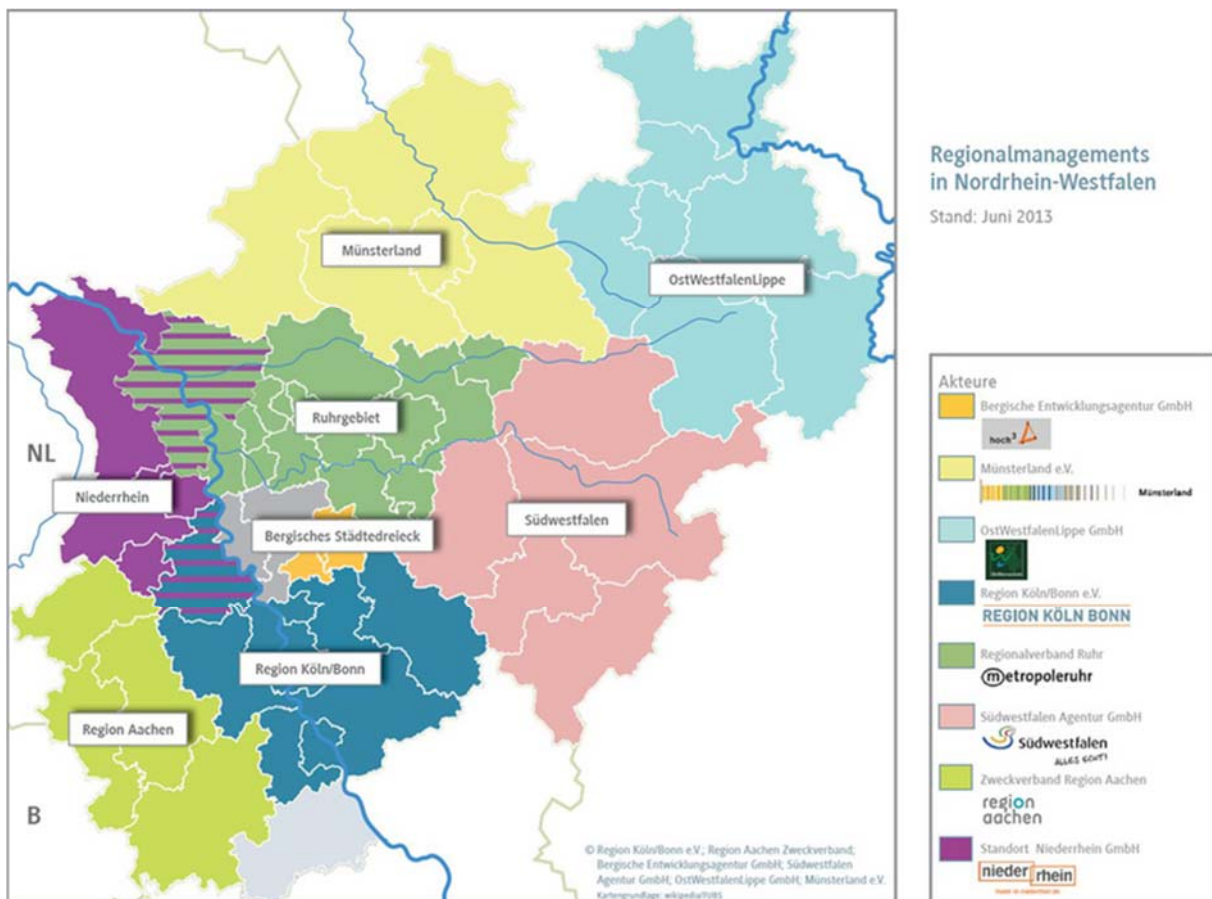 Regionalmanagements
in Nordrhein-Westfalen
Stand: Juni 2013
Münsterland
OstWestfalenLippe
Ruhrgebiet
NL
Niederrhein
Bergisches Städtedreieck
Südwestfalen
Region Köln/Bonn
Region Aachen
B
© Region Köln/Bonn e.V.; Region Aachen Zweckverband;
Bergische Entwicklungsagentur GmbH; Südwestfalen
Agentur GmbH; OstWestfalenLippe GmbH; Münsterland e.V.
Kartengrundlage: wikipedia/TUBS
Akteure
Bergische Entwicklungsagentur GmbH
hoch³
Münsterland e.V.
Münsterland
OstWestfalenLippe GmbH
Region Köln/Bonn e.V.
REGION KÖLN BONN
Regionalverband Ruhr
metropoleruhr
Südwestfalen Agentur GmbH
Südwestfalen
ALLES ECHT!
Zweckverband Region Aachen
region
aachen
Standort Niederrhein GmbH
nieder rhein